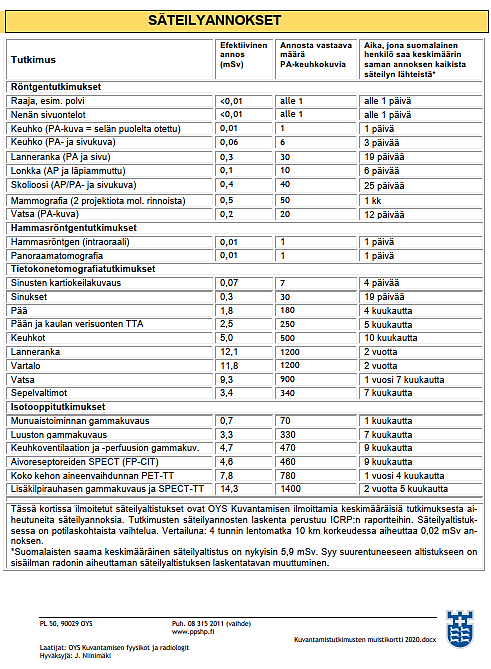 SÄTEILYANNOKSET
Tutkimus Efektiivinen annos (mSv) Annosta vastaava määrä PA-keuhkokuvia Aika, jona suomalainen henkilö saa keskimäärin saman annoksen kaikista säteilyn lähteistä*
Röntgentutkimukset
Raaja, esim. polvi <0,01 alle 1 alle 1 päivä
Nenän sivuontelot <0,01 alle 1 alle 1 päivä
Keuhko (PA-kuva = selän puolelta otettu) 0,01 1 1 päivä
Keuhko (PA- ja sivukuva) 0,06 6 3 päivää
Lanneranka (PA ja sivu) 0,3 30 19 päivää
Lonkka (AP ja läpiammuttu) 0,1 10 6 päivää
Skolioosi (AP/PA- ja sivukuva) 0,4 40 25 päivää
Mammografia (2 projektiota mol. rinnoista) 0,5 50 1 kk
Vatsa (PA-kuva) 0,2 20 12 päivää
Hammasröntgentutkimukset
Hammasröntgen (intraoraali) 0,01 1 1 päivä
Panoraamatomografia 0,01 1 1 päivä
Tietokonetomografiatutkimukset
Sinusten kartiokeilakuvaus 0,07 7 4 päivää
Sinukset 0,3 30 19 päivää
Pää 1,8 180 4 kuukautta
Pään ja kaulan verisuonten TTA 2,5 250 5 kuukautta
Keuhkot 5,0 500 10 kuukautta
Lanneranka 12,1 1200 2 vuotta
Vartalo 11,8 1200 2 vuotta
Vatsa 9,3 900 1 vuosi 7 kuukautta
Sepelvaltimot 3,4 340 7 kuukautta
Isotooppitutkimukset
Munuaistoiminnan gammakuvaus 0,7 70 1 kuukautta
Luuston gammakuvaus 3,3 330 7 kuukautta
Keuhkoventilaation ja -perfuusion gammakuv. 4,7 470 9 kuukautta
Aivoreseptoreiden SPECT (FP-CIT) 4,6 460 9 kuukautta
Koko kehon aineenvaihdunnan PET-TT 7,8 780 1 vuosi 4 kuukautta
Lisäkilpirauhasen gammakuvaus ja SPECT-TT 14,3 1400 2 vuotta 5 kuukautta
Tässä kortissa ilmoitetut säteilyaltistukset ovat OYS Kuvantamisen ilmoittamia keskimääräisiä tutkimuksesta ai-
heutuneita säteilyannoksia. Tutkimusten säteilyannosten laskenta perustuu ICRP:n raportteihin. Säteilyaltistuk-
sessa on potilaskohtaista vaihtelua. Vertailuna: 4 tunnin lentomatka 10 km korkeudessa aiheuttaa 0,02 mSv an-
noksen.
*Suomalaisten saama keskimääräinen säteilyaltistus on nykyisin 5,9 mSv. Syy suurentuneeseen altistukseen on
sisäilman radonin aiheuttaman säteilyaltistuksen laskentatavan muuttuminen.
PL 50, 90029 OYS Puh. 08 315 2011 (vaihde)
www.ppshp.fi
Kuvantamistutkimusten muistikortti 2020.docx
Laatijat: OYS Kuvantamisen fyysikot ja radiologit
Hyväksyjä: J. Niinimäki